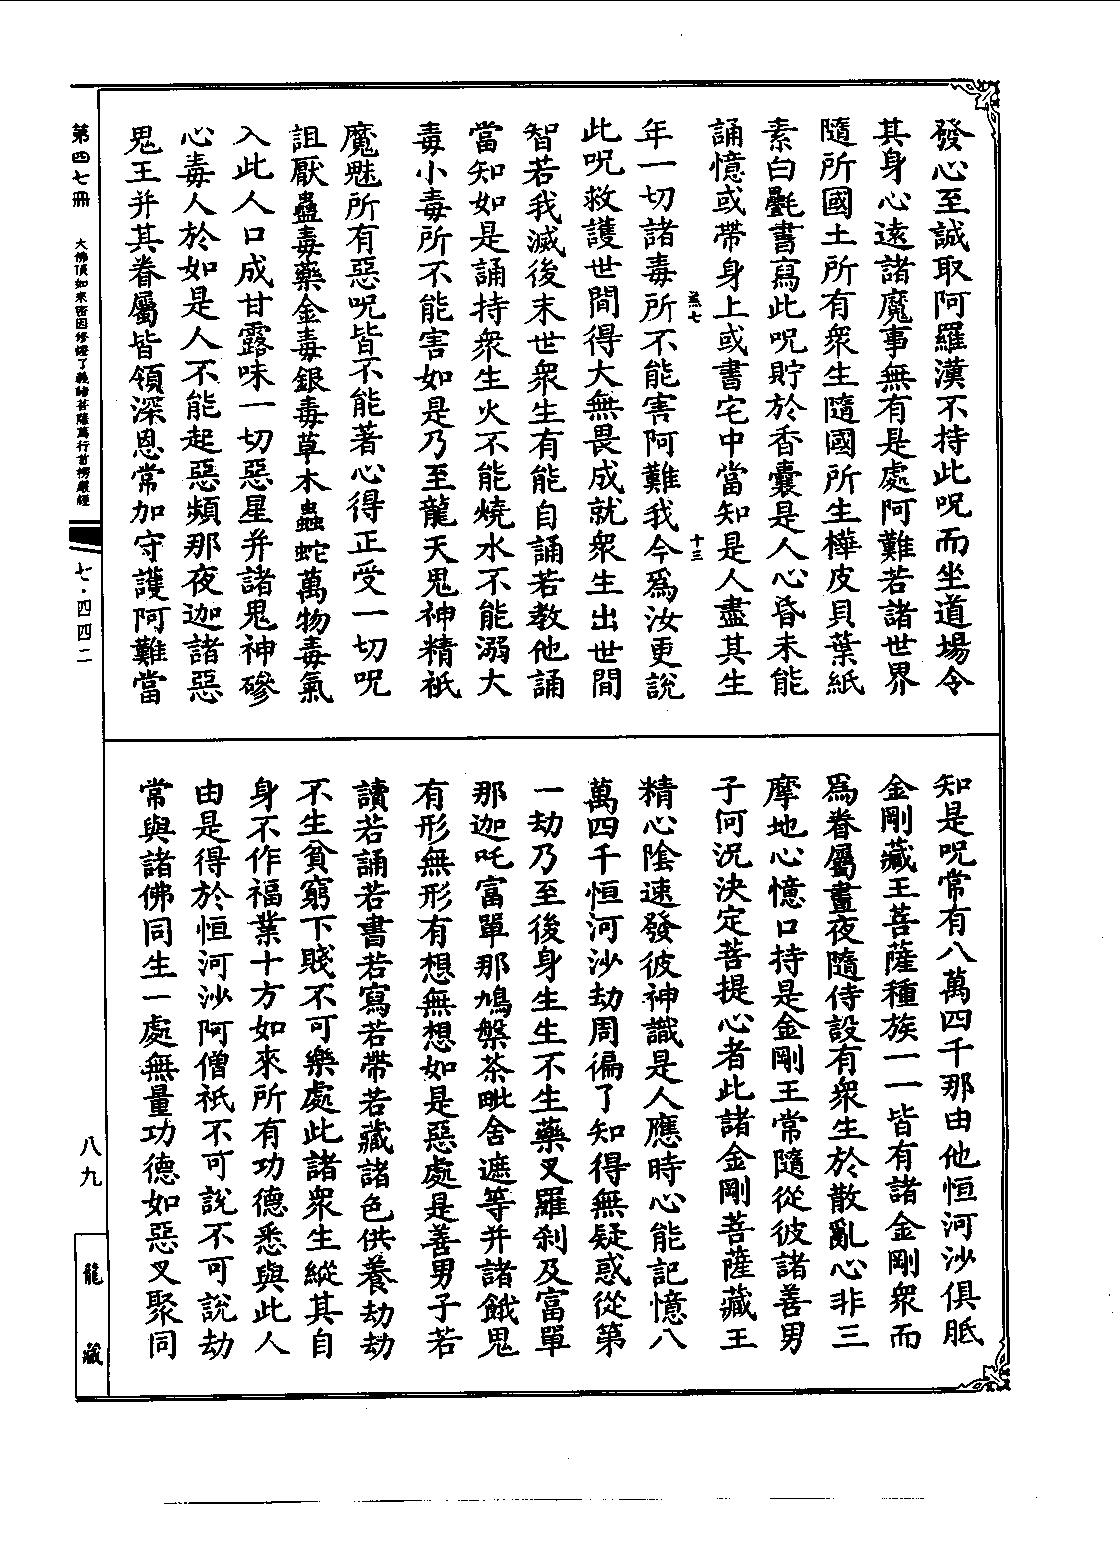 發心至誠取阿羅漢不持此呪而坐道場令
其身心遠諸魔事無有是處阿難若諸世界
隨所國土所有衆生隨國所生樺皮貝葉紙
素白㲲書寫此呪貯於香囊是人心昏未能
誦憶或帶身上或書宅中當知是人盡其生
年一切諸毒所不能害阿難我今爲汝更說
此呪救護世間得大無畏成就衆生出世間
智若我滅後末世衆生有能自誦若教他誦
當知如是誦持衆生火不能燒水不能溺大
毒小毒所不能害如是乃至龍天鬼神精祇
魔魅所有惡呪皆不能著心得正受一切呪
詛厭蠱毒藥金毒銀毒草木蟲蛇萬物毒氣
入此人口成甘露味一切惡星并諸鬼神磣
心毒人於如是人不能起惡頻那夜迦諸惡
鬼王并其眷屬皆領深恩常加守護阿難當
知是呪常有八萬四千那由他恒河沙俱胝
金剛藏王菩薩種族一一皆有諸金剛衆而
爲眷屬晝夜隨侍設有衆生於散亂心非三
摩地心憶口持是金剛王常隨從彼諸善男
子何況決定菩提心者此諸金剛菩薩藏王
精心陰速發彼神識是人應時心能記憶八
萬四千恒河沙劫周徧了知得無疑惑從第
一劫乃至後身生生不生藥叉羅刹及富單
那迦吒富單那鳩槃茶毗舍遮等并諸餓鬼
有形無形有想無想如是惡處是善男子若
讀若誦若書若寫若帶若藏諸色供養劫劫
不生貧窮下賤不可樂處此諸衆生縱其自
身不作福業十方如來所有功德悉與此人
由是得於恒河沙阿僧祇不可說不可說劫
常與諸佛同生一處無量功德如惡叉聚同
十三
第四七冊
大佛頂如來密因修證了義諸菩薩萬行首楞嚴經
七·四四二
八九
龍藏